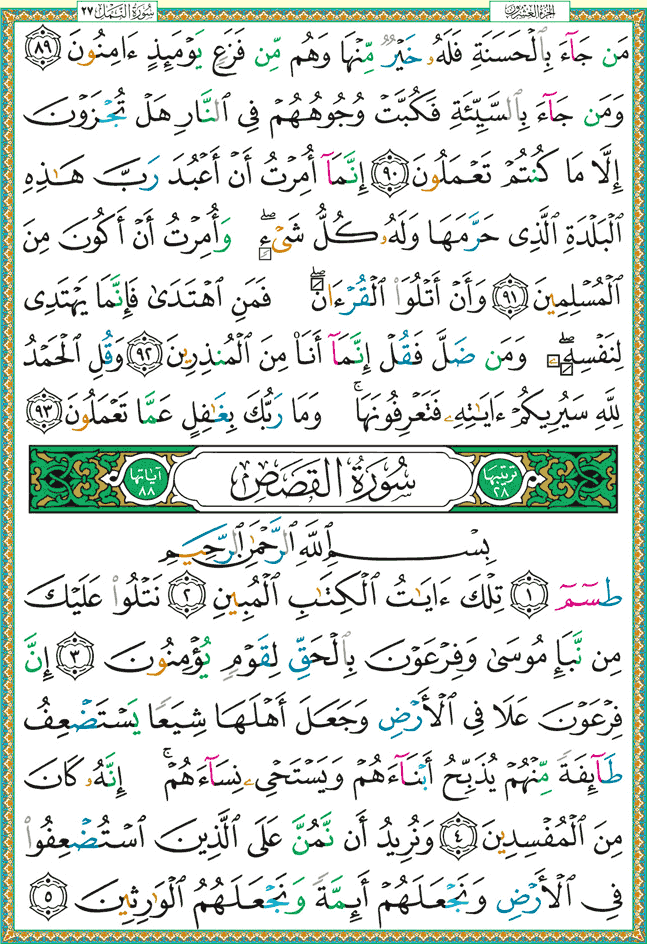 الجزء العشرون
سورة النمل ٢٧
مَن جَآءَ بِٱلْحَسَنَةِ فَلَهُۥ خَيْرٌ مِّنْهَا وَهُم مِّن فَزَعٍ يَوْمَئِذٍ ءَامِنُونَ ٨٩
وَمَن جَآءَ بِٱلسَّيِّئَةِ فَكُبَّتْ وُجُوهُهُمْ فِى ٱلنَّارِ هَلْ تُجْزَوْنَ
إِلَّا مَا كُنتُمْ تَعْمَلُونَ ٩٠ إِنَّمَآ أُمِرْتُ أَنْ أَعْبُدَ رَبَّ هَـٰذِهِ
ٱلْبَلْدَةِ ٱلَّذِى حَرَّمَهَا وَلَهُۥ كُلُّ شَىْءٍ ۖ وَأُمِرْتُ أَنْ أَكُونَ مِنَ
ٱلْمُسْلِمِينَ ٩١ وَأَنْ أَتْلُوَا۟ ٱلْقُرْءَانَ ۖ فَمَنِ ٱهْتَدَىٰ فَإِنَّمَا يَهْتَدِى
لِنَفْسِهِۦ ۖ وَمَن ضَلَّ فَقُلْ إِنَّمَآ أَنَا۠ مِنَ ٱلْمُنذِرِينَ ٩٢ وَقُلِ ٱلْحَمْدُ
لِلَّهِ سَيُرِيكُمْ ءَايَـٰتِهِۦ فَتَعْرِفُونَهَا ۚ وَمَا رَبُّكَ بِغَـٰفِلٍ عَمَّا تَعْمَلُونَ ٩٣
ترتيبها ٢٨ سُورَةُ القَصَصِ آياتها ٨٨
بِسْمِ ٱللَّهِ ٱلرَّحْمَـٰنِ ٱلرَّحِيمِ
طسٓمٓ ١ تِلْكَ ءَايَـٰتُ ٱلْكِتَـٰبِ ٱلْمُبِينِ ٢ نَتْلُوا۟ عَلَيْكَ
مِن نَّبَإِ مُوسَىٰ وَفِرْعَوْنَ بِٱلْحَقِّ لِقَوْمٍ يُؤْمِنُونَ ٣ إِنَّ
فِرْعَوْنَ عَلَا فِى ٱلْأَرْضِ وَجَعَلَ أَهْلَهَا شِيَعًا يَسْتَضْعِفُ
طَآئِفَةً مِّنْهُمْ يُذَبِّحُ أَبْنَآءَهُمْ وَيَسْتَحْىِۦ نِسَآءَهُمْ ۚ إِنَّهُۥ كَانَ
مِنَ ٱلْمُفْسِدِينَ ٤ وَنُرِيدُ أَن نَّمُنَّ عَلَى ٱلَّذِينَ ٱسْتُضْعِفُوا۟
فِى ٱلْأَرْضِ وَنَجْعَلَهُمْ أَئِمَّةً وَنَجْعَلَهُمُ ٱلْوَٰرِثِينَ ٥